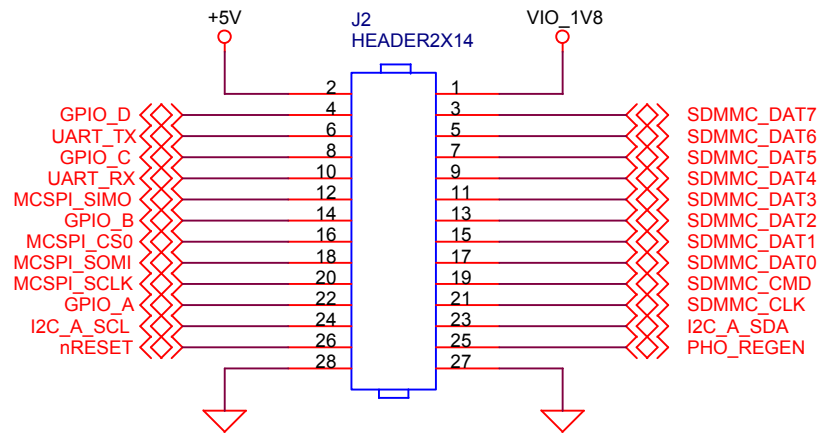 +5V
J2
HEADER2X14
VIO_1V8
2 1
GPIO_D 4 3 SDMMC_DAT7
UART_TX 6 5 SDMMC_DAT6
GPIO_C 8 7 SDMMC_DAT5
UART_RX 10 9 SDMMC_DAT4
MCSPI_SIMO 12 11 SDMMC_DAT3
GPIO_B 14 13 SDMMC_DAT2
MCSPI_CS0 16 15 SDMMC_DAT1
MCSPI_SOMI 18 17 SDMMC_DAT0
MCSPI_SCLK 20 19 SDMMC_CMD
GPIO_A 22 21 SDMMC_CLK
I2C_A_SCL 24 23 I2C_A_SDA
nRESET 26 25 PHO_REGEN
28 27